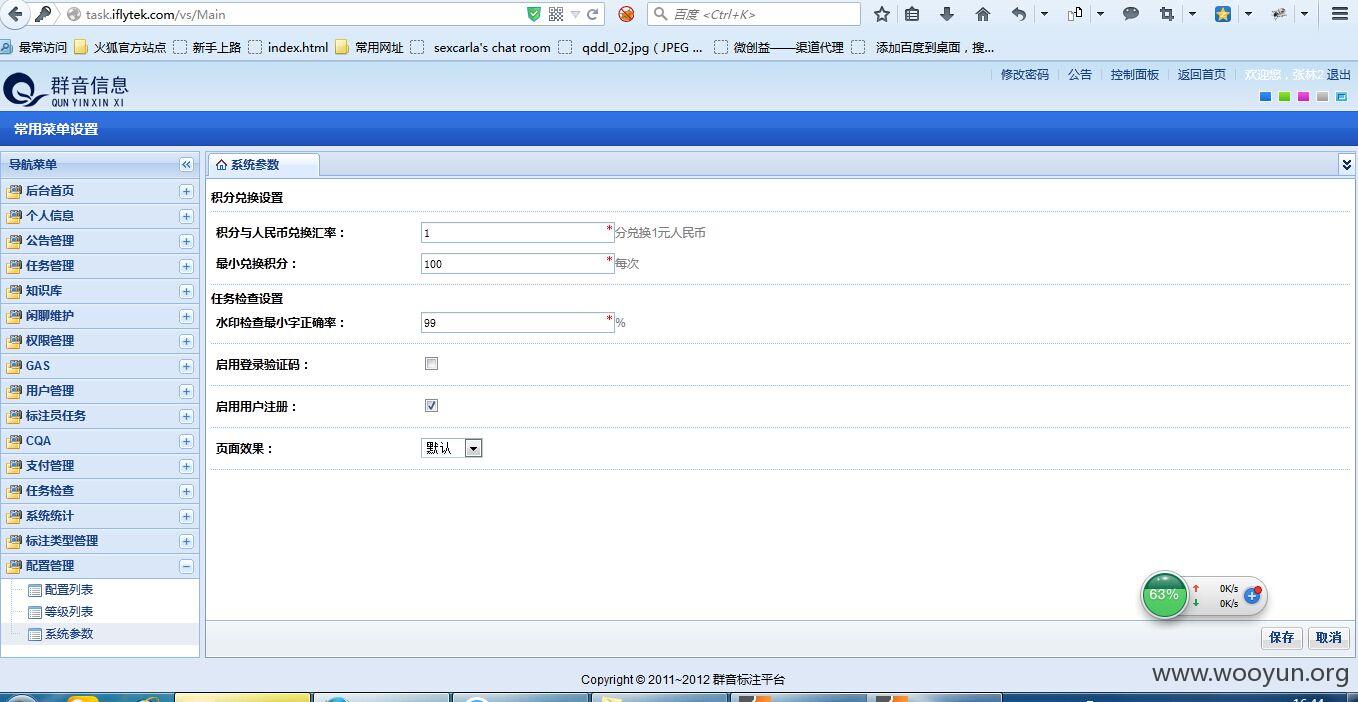 task.iflytek.com/vs/Main
百度 <Ctrl+K>
最常访问 火狐官方站点 新手上路 index.html 常用网址 sexcarla's chat room qddl_02.jpg ( JPEG ... 微创益——渠道代理 添加百度到桌面，搜...
群音信息
QUN YIN XIN XI
修改密码 公告 控制面板 返回首页 欢迎您，张林2 退出
常用菜单设置
导航菜单
系统参数
后台首页
个人信息
公告管理
任务管理
知识库
闲聊维护
权限管理
GAS
用户管理
标注员任务
CQA
支付管理
任务检查
系统统计
标注类型管理
配置管理
配置列表
等级列表
系统参数
积分兑换设置
积分与人民币兑换汇率： 1 *分兑换1元人民币
最小兑换积分： 100 *每次
任务检查设置
水印检查最小字正确率： 99 *%
启用登录验证码：
启用用户注册：
页面效果： 默认
63% 0K/s
0K/s
保存 取消
Copyright © 2011~2012 群音标注平台
www.wooyun.org